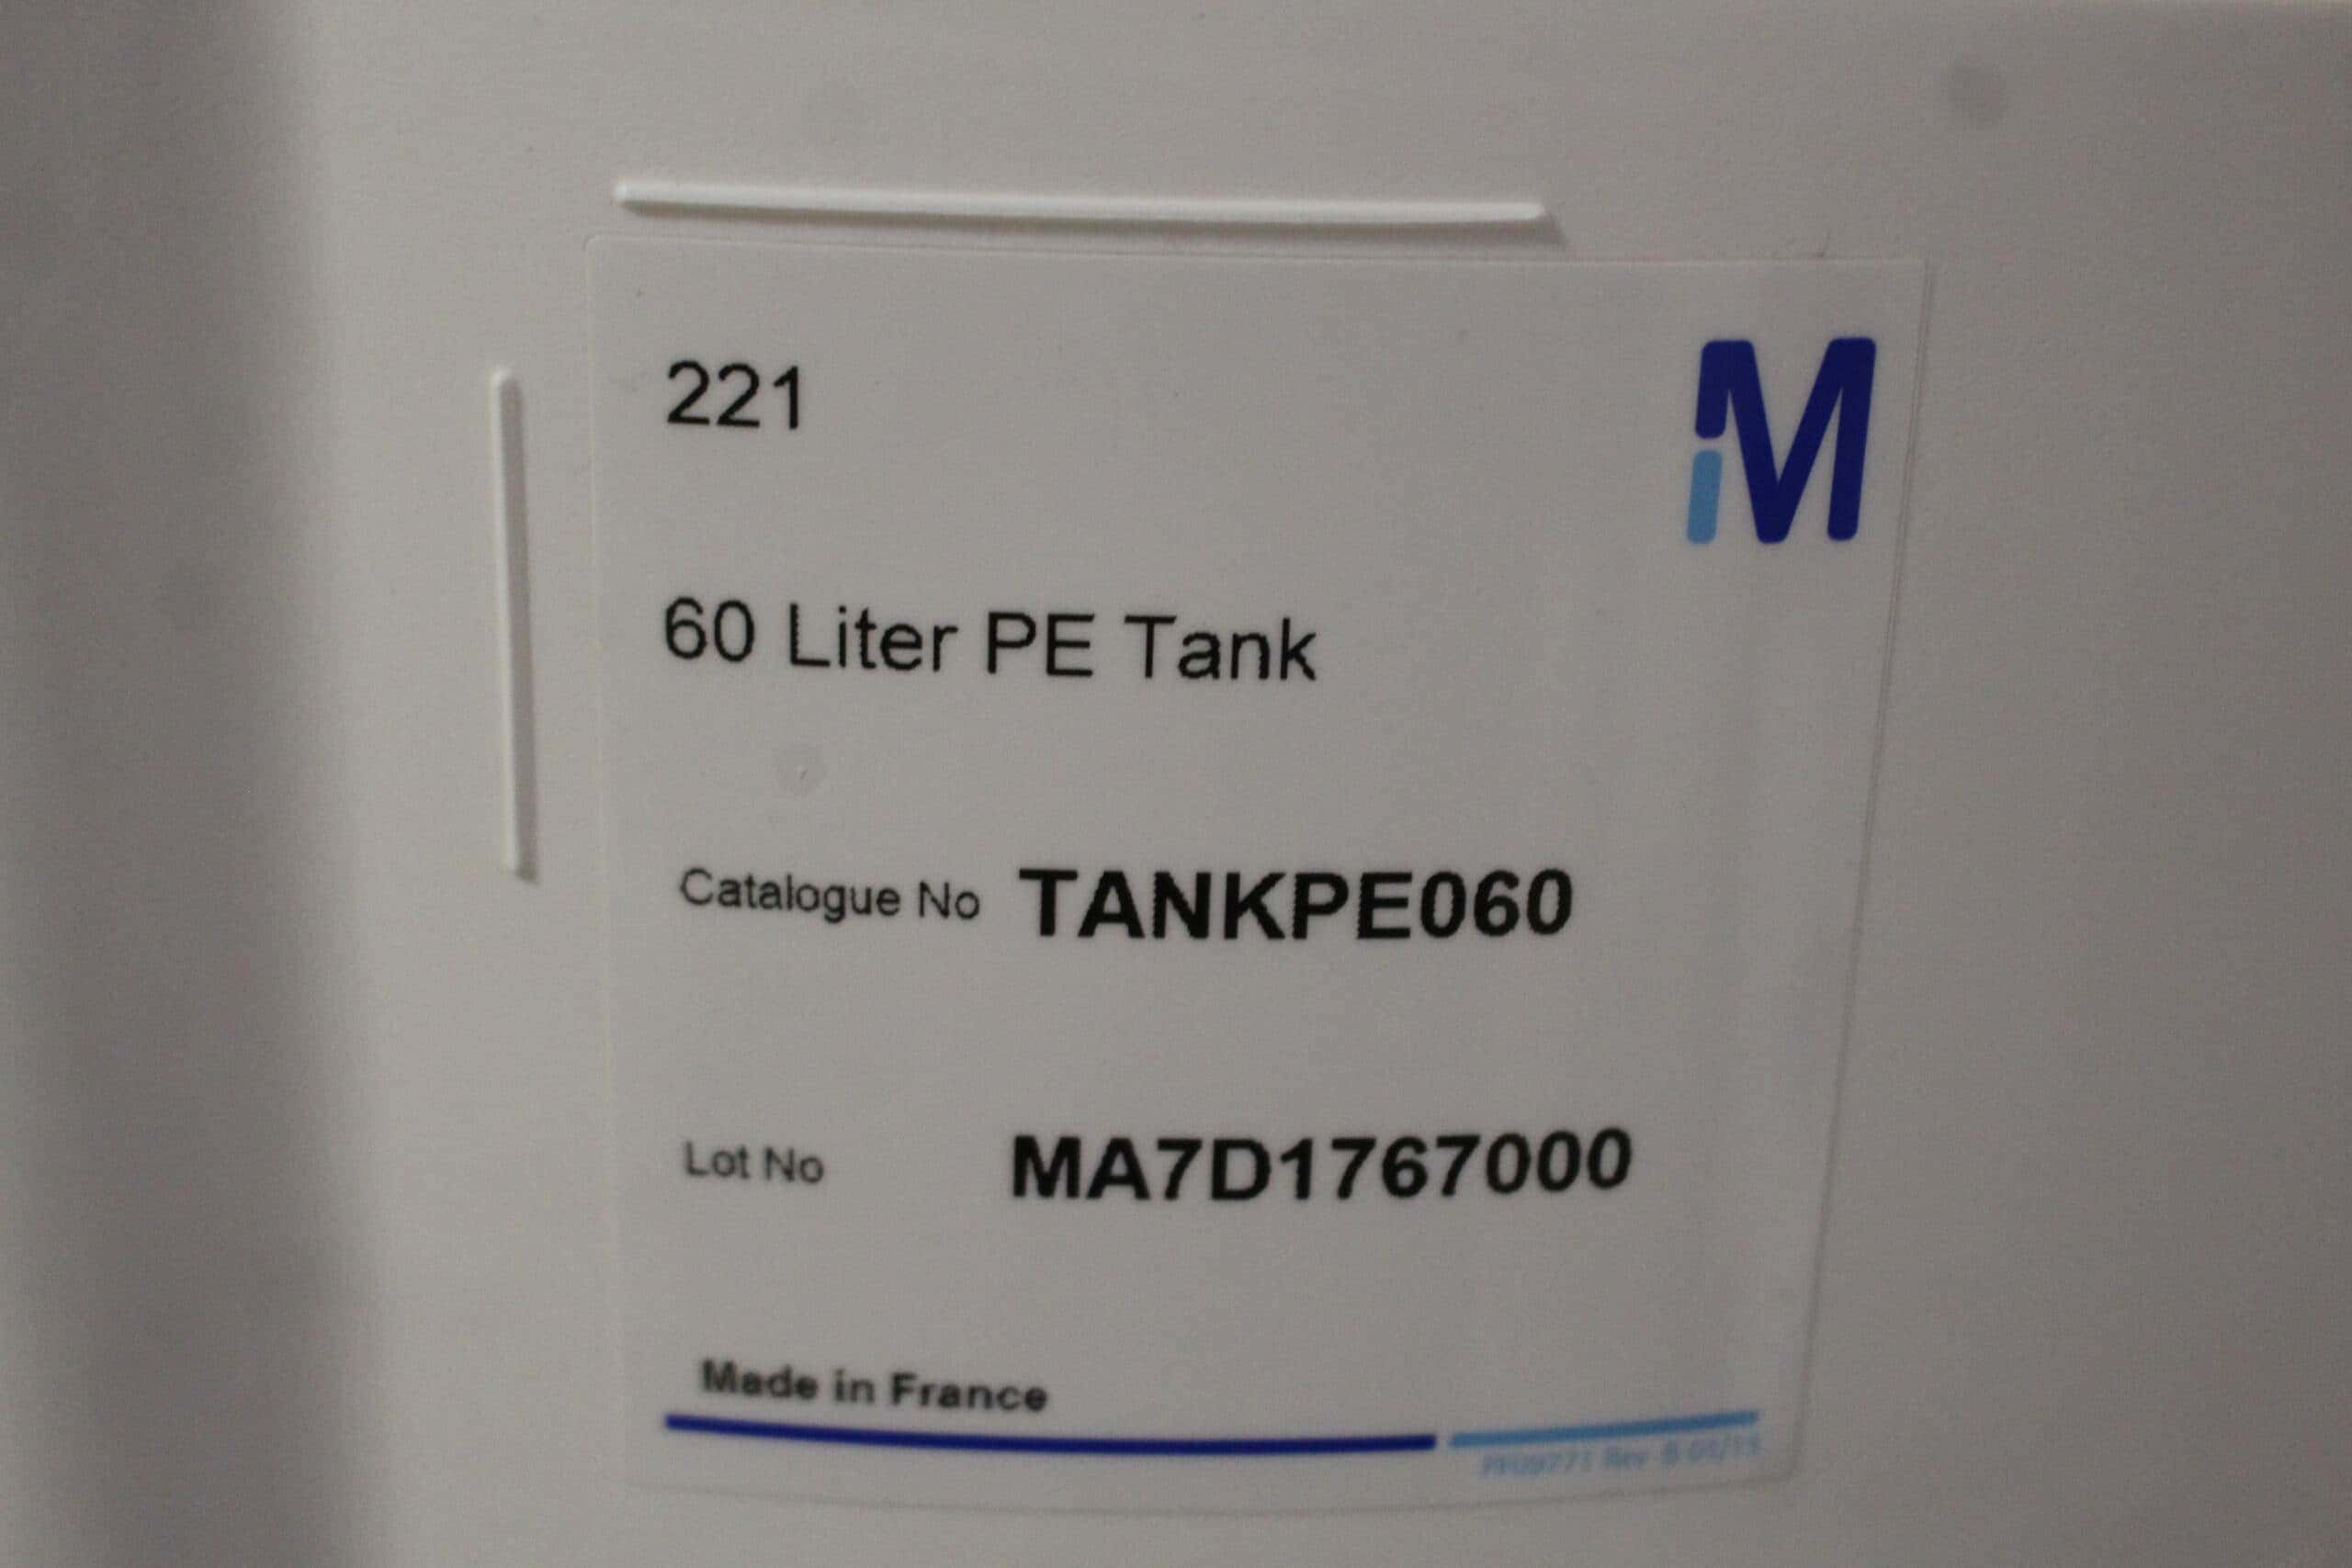 221
M
60 Liter PE Tank
Catalogue No TANKPE060
Lot No MA7D1767000
Made in France